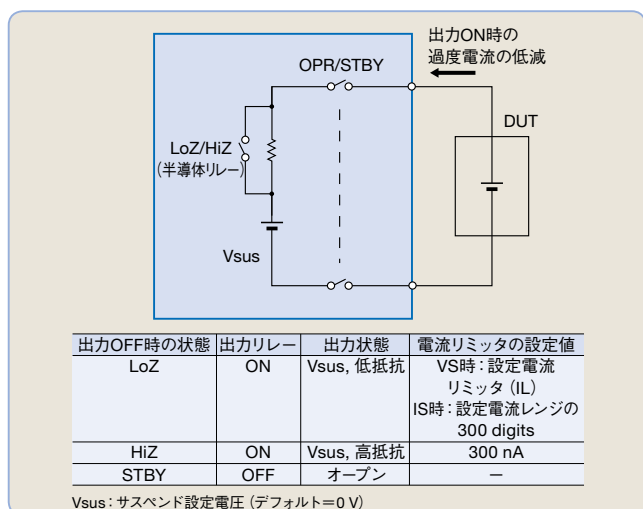 出力ON時の
過度電流の低減
OPR/STBY
DUT
LoZ/HiZ
(半導体リレー)
Vsus
出力OFF時の状態 出力リレー 出力状態 電流リミッタの設定値
LoZ ON Vsus, 低抵抗 VS時:設定電流
リミッタ(IL)
IS時:設定電流レンジの
300 digits
HiZ ON Vsus, 高抵抗 300 nA
STBY OFF オープン －
Vsus:サスペンド設定電圧(デフォルト=0 V)